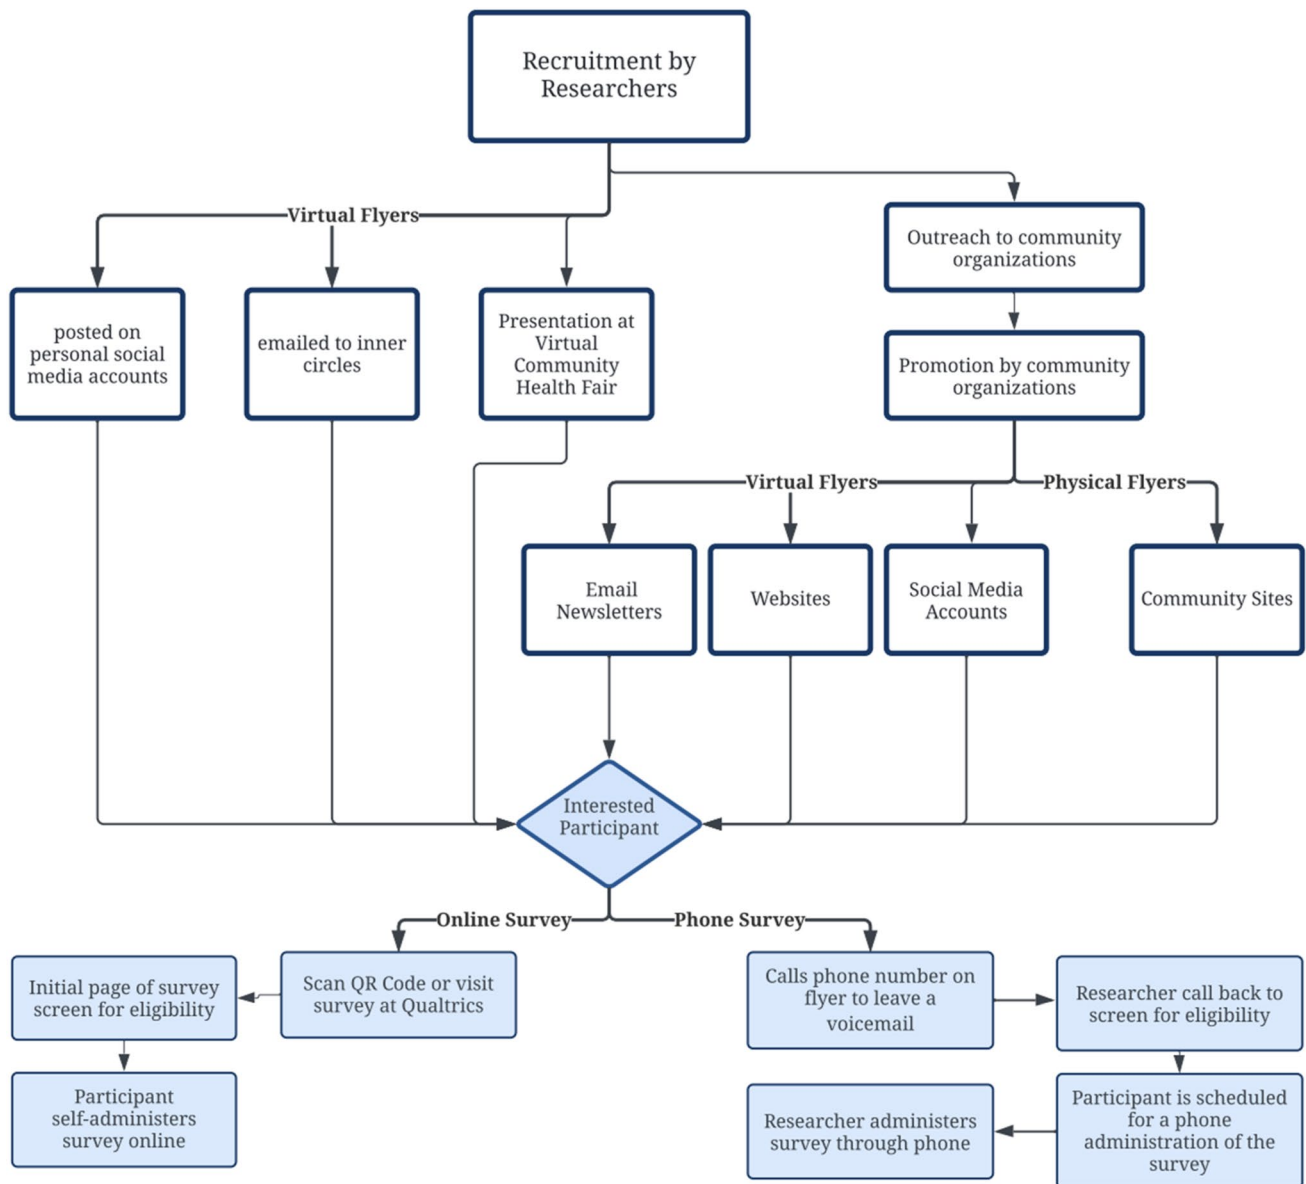 Recruitment by
Researchers
Virtual Flyers
Outreach to community
organizations
posted on
personal social
media accounts
emailed to inner
circles
Presentation at
Virtual
Community
Health Fair
Promotion by community
organizations
Virtual Flyers
Physical Flyers
Email
Newsletters
Websites
Social Media
Accounts
Community Sites
Interested
Participant
Online Survey
Phone Survey
Initial page of survey
screen for eligibility
Scan QR Code or visit
survey at Qualtrics
Calls phone number on
flyer to leave a
voicemail
Researcher call back to
screen for eligibility
Participant
self-administers
survey online
Researcher administers
survey through phone
Participant is scheduled
for a phone
administration of the
survey